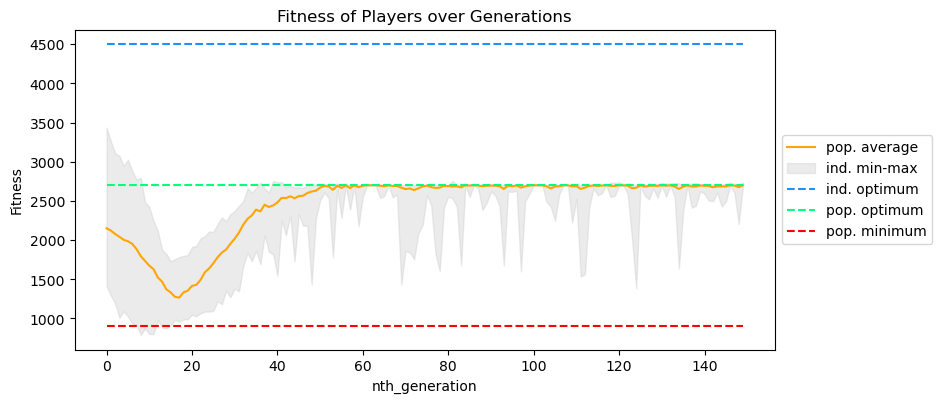 Fitness of Players over Generations
Fitness
4500
4000
3500
3000
2500
2000
1500
1000
0
20
40
60
80
100
120
140
nth_generation
pop. average
ind. min-max
ind. optimum
pop. optimum
pop. minimum